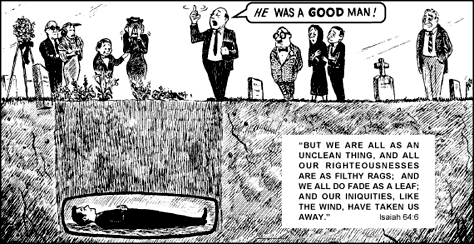 HE WAS A GOOD MAN!
"BUT WE ARE ALL AS AN
UNCLEAN THING, AND ALL
OUR RIGHTEOUSNESSES
ARE AS FILTHY RAGS; AND
WE ALL DO FADE AS A LEAF;
AND OUR INIQUITIES, LIKE
THE WIND, HAVE TAKEN US
AWAY." Isaiah 64:6